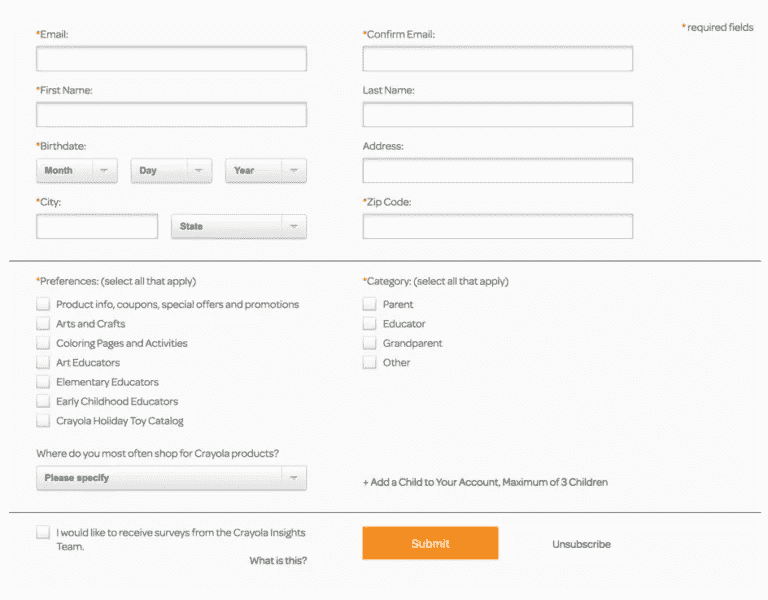 *required fields
*Email:
*Confirm Email:
*First Name:
Last Name:
*Birthdate:
Address:
Month
Day
Year
*City:
*Zip Code:
State
*Preferences: (select all that apply)
Product info, coupons, special offers and promotions
Arts and Crafts
Coloring Pages and Activities
Art Educators
Elementary Educators
Early Childhood Educators
Crayola Holiday Toy Catalog
*Category: (select all that apply)
Parent
Educator
Grandparent
Other
Where do you most often shop for Crayola products?
Please specify
+ Add a Child to Your Account, Maximum of 3 Children
I would like to receive surveys from the Crayola Insights
Team.
What is this?
Submit
Unsubscribe